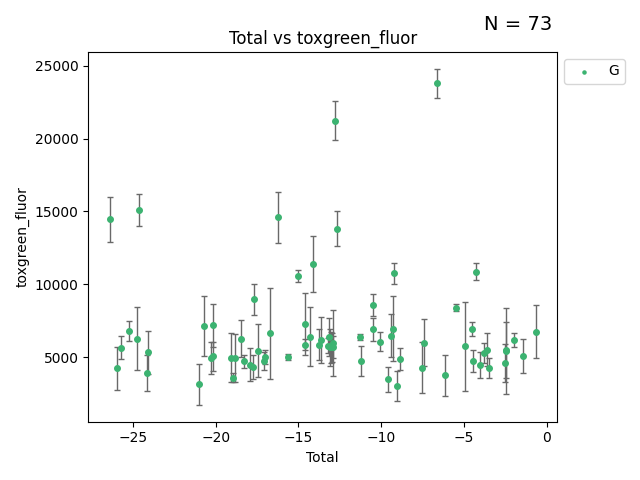 N = 73
Total vs toxgreen_fluor
G
25000
20000
15000
10000
5000
toxgreen_fluor
−25
−20
−15
−10
−5
0
Total